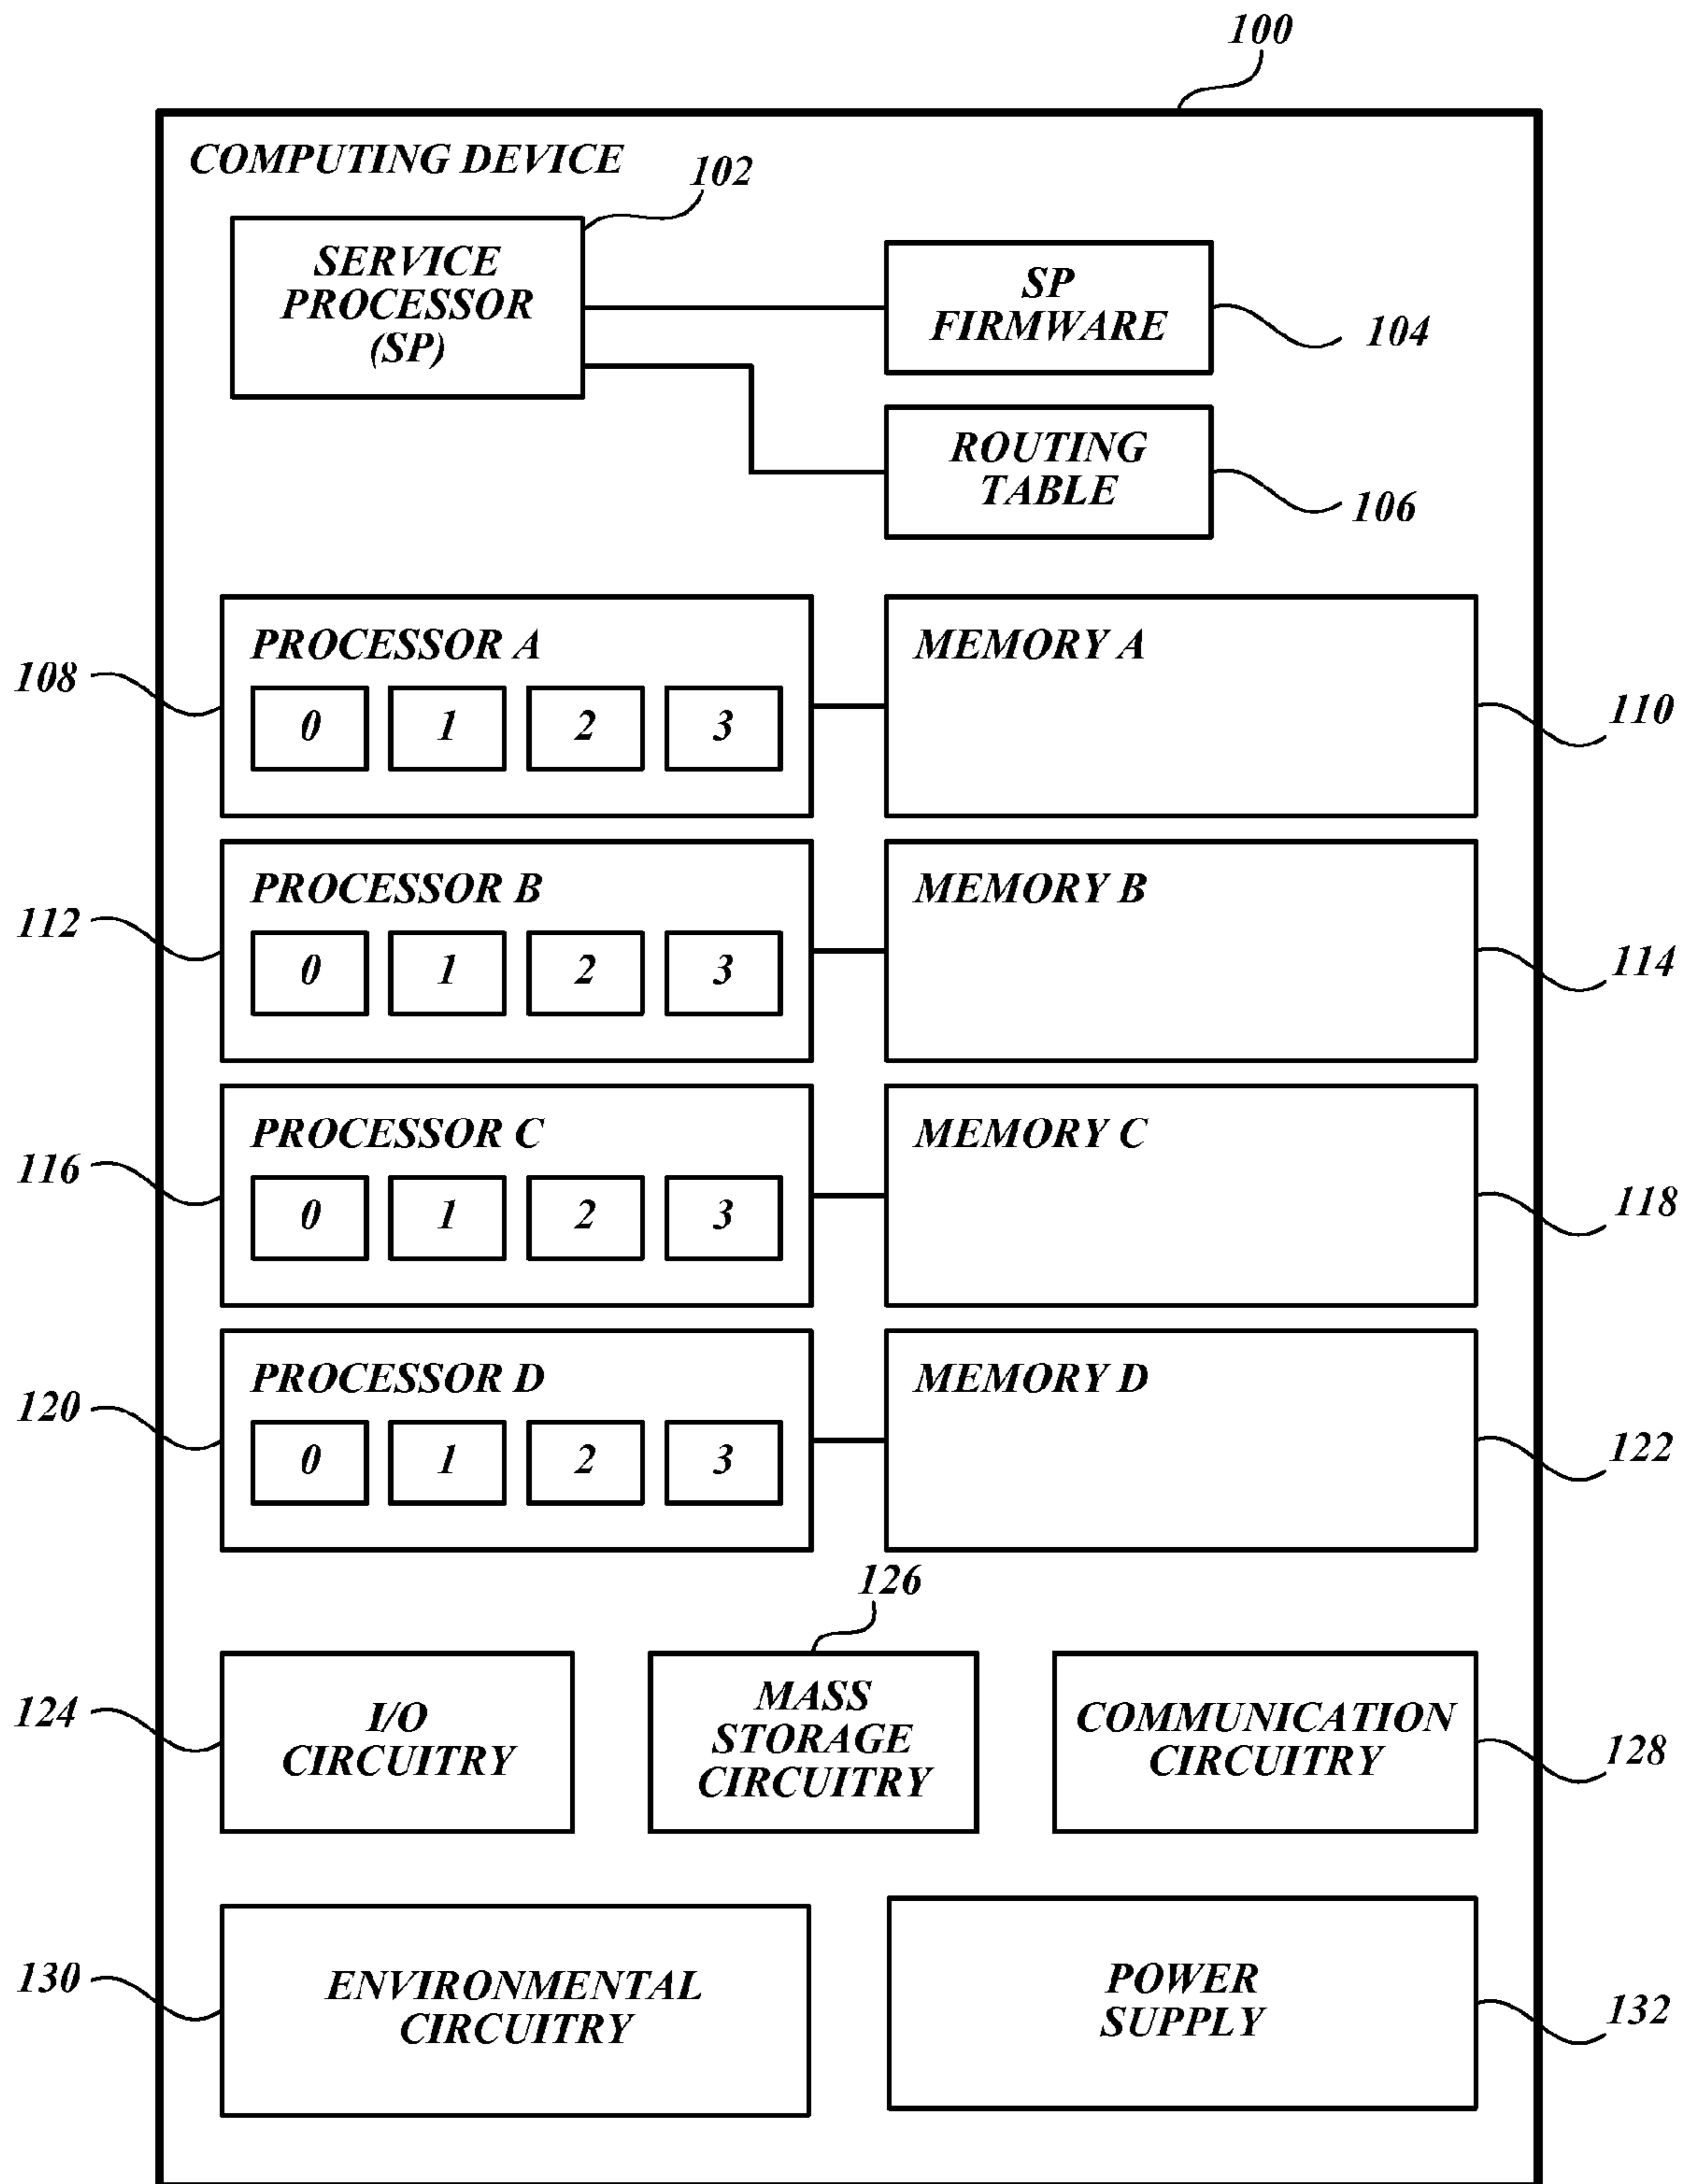 100
COMPUTING DEVICE
102
SERVICE
PROCESSOR
(SP)
SP
FIRMWARE
104
ROUTING
TABLE
106
PROCESSOR A
0 1 2 3
108
MEMORY A
110
PROCESSOR B
0 1 2 3
112
MEMORY B
114
PROCESSOR C
0 1 2 3
116
MEMORY C
118
PROCESSOR D
0 1 2 3
120
MEMORY D
122
126
124
I/O
CIRCUITRY
MASS
STORAGE
CIRCUITRY
COMMUNICATION
CIRCUITRY
128
130
ENVIRONMENTAL
CIRCUITRY
POWER
SUPPLY
132